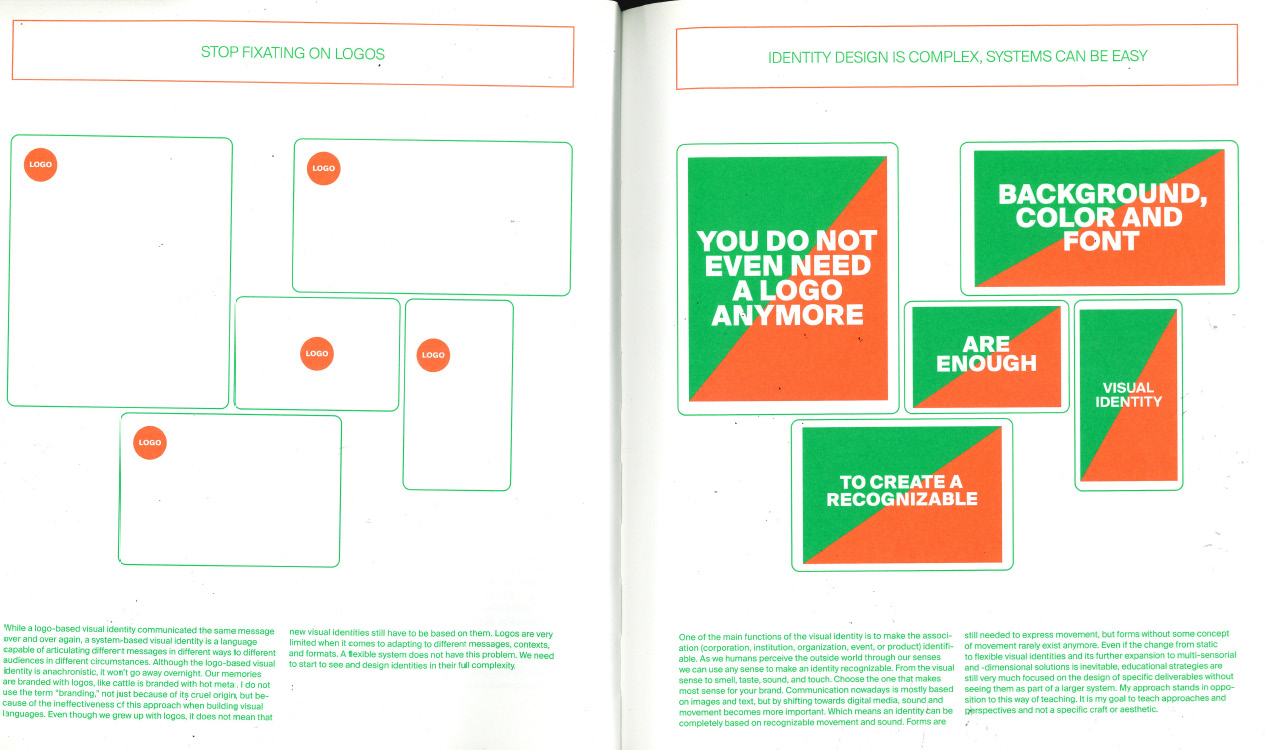 STOP FIXATING ON LOGOS
LOGO
LOGO
LOGO
LOGO
LOGO
While a logo-based visual identity communicated the same message
over and over again, a system-based visual identity is a language
capable of articulating different messages in different ways to different
audiences in different circumstances. Although the logo-based visual
identity is anachronistic, it won't go away overnight. Our memories
are branded with logos, like cattle is branded with hot metal. I do not
use the term "branding," not just because of its cruel origin, but be-
cause of the ineffectiveness of this approach when building visual
languages. Even though we grew up with logos, it does not mean that
new visual identities still have to be based on them. Logos are very
limited when it comes to adapting to different messages, contexts,
and formats. A flexible system does not have this problem. We need
to start to see and design identities in their full complexity.
IDENTITY DESIGN IS COMPLEX, SYSTEMS CAN BE EASY
YOU DO NOT
EVEN NEED
A LOGO
ANYMORE
BACKGROUND,
COLOR AND
FONT
ARE
ENOUGH
TO CREATE A
RECOGNIZABLE
VISUAL
IDENTITY
One of the main functions of the visual identity is to make the associ-
ation (corporation, institution, organization, event, or product) identifi-
able. As we humans perceive the outside world through our senses
we can use any sense to make an identity recognizable. From the visual
sense to smell, taste, sound, and touch. Choose the one that makes
most sense for your brand. Communication nowadays is mostly based
on images and text, but by shifting towards digital media, sound and
movement becomes more important. Which means an identity can be
completely based on recognizable movement and sound. Forms are
still needed to express movement, but forms without some concept
of movement rarely exist anymore. Even if the change from static
to flexible visual identities and its further expansion to multi-sensorial
and -dimensional solutions is inevitable, educational strategies are
still very much focused on the design of specific deliverables without
seeing them as part of a larger system. My approach stands in oppo-
sition to this way of teaching. It is my goal to teach approaches and
perspectives and not a specific craft or aesthetic.